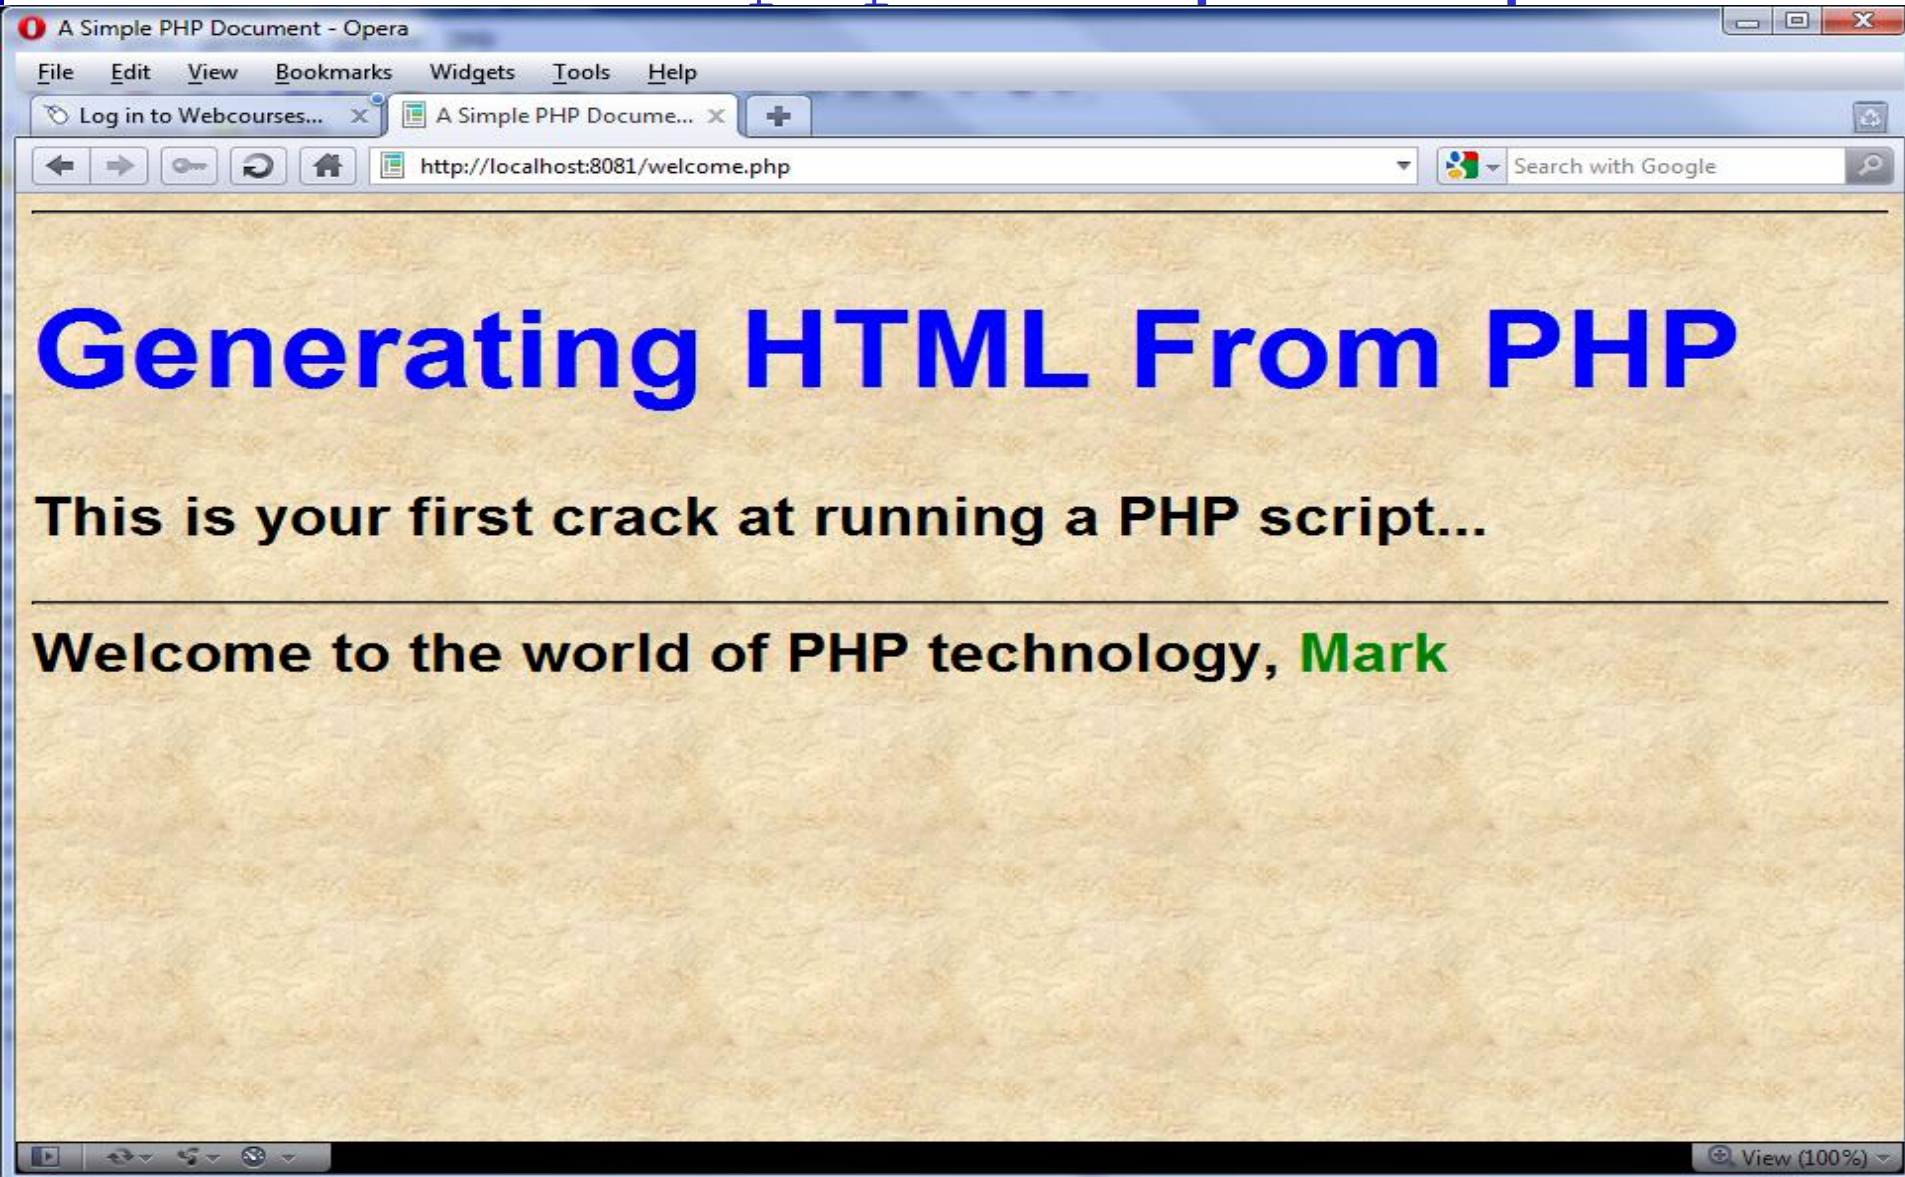 A Simple PHP Document - Opera
File Edit View Bookmarks Widgets Tools Help
Log in to Webcourses... A Simple PHP Docume...
http://localhost:8081/welcome.php Search with Google
Generating HTML From PHP
This is your first crack at running a PHP script...
Welcome to the world of PHP technology, Mark
View (100%)